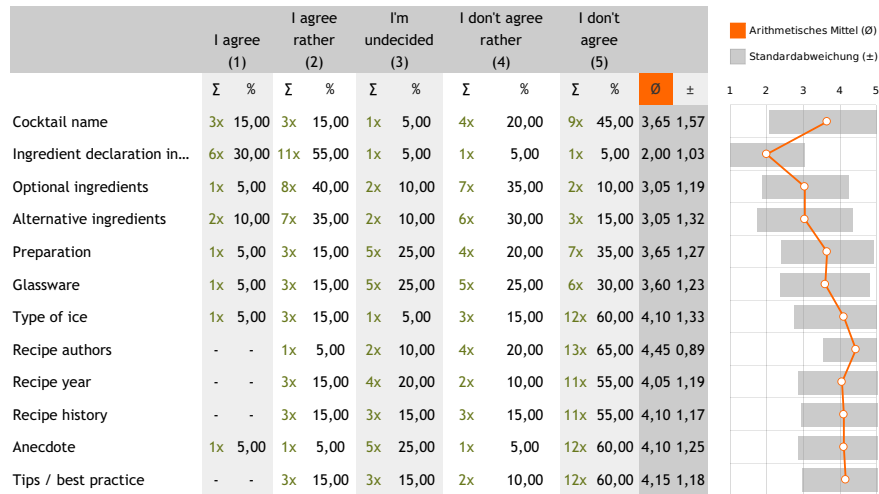 I agree I'm I don't agree I don't
I agree rather undecided rather agree
(1) (2) (3) (4) (5)
Arithmetisches Mittel (Ø)
Standardabweichung (±)
Σ % Σ % Σ % Σ % Σ % Ø ± 1 2 3 4 5
Cocktail name 3x 15,00 3x 15,00 1x 5,00 4x 20,00 9x 45,00 3,65 1,57
Ingredient declaration in... 6x 30,00 11x 55,00 1x 5,00 1x 5,00 1x 5,00 2,00 1,03
Optional ingredients 1x 5,00 8x 40,00 2x 10,00 7x 35,00 2x 10,00 3,05 1,19
Alternative ingredients 2x 10,00 7x 35,00 2x 10,00 6x 30,00 3x 15,00 3,05 1,32
Preparation 1x 5,00 3x 15,00 5x 25,00 4x 20,00 7x 35,00 3,65 1,27
Glassware 1x 5,00 3x 15,00 5x 25,00 5x 25,00 6x 30,00 3,60 1,23
Type of ice 1x 5,00 3x 15,00 1x 5,00 3x 15,00 12x 60,00 4,10 1,33
Recipe authors - - 1x 5,00 2x 10,00 4x 20,00 13x 65,00 4,45 0,89
Recipe year - - 3x 15,00 4x 20,00 2x 10,00 11x 55,00 4,05 1,19
Recipe history - - 3x 15,00 3x 15,00 3x 15,00 11x 55,00 4,10 1,17
Anecdote 1x 5,00 1x 5,00 5x 25,00 1x 5,00 12x 60,00 4,10 1,25
Tips / best practice - - 3x 15,00 3x 15,00 2x 10,00 12x 60,00 4,15 1,18